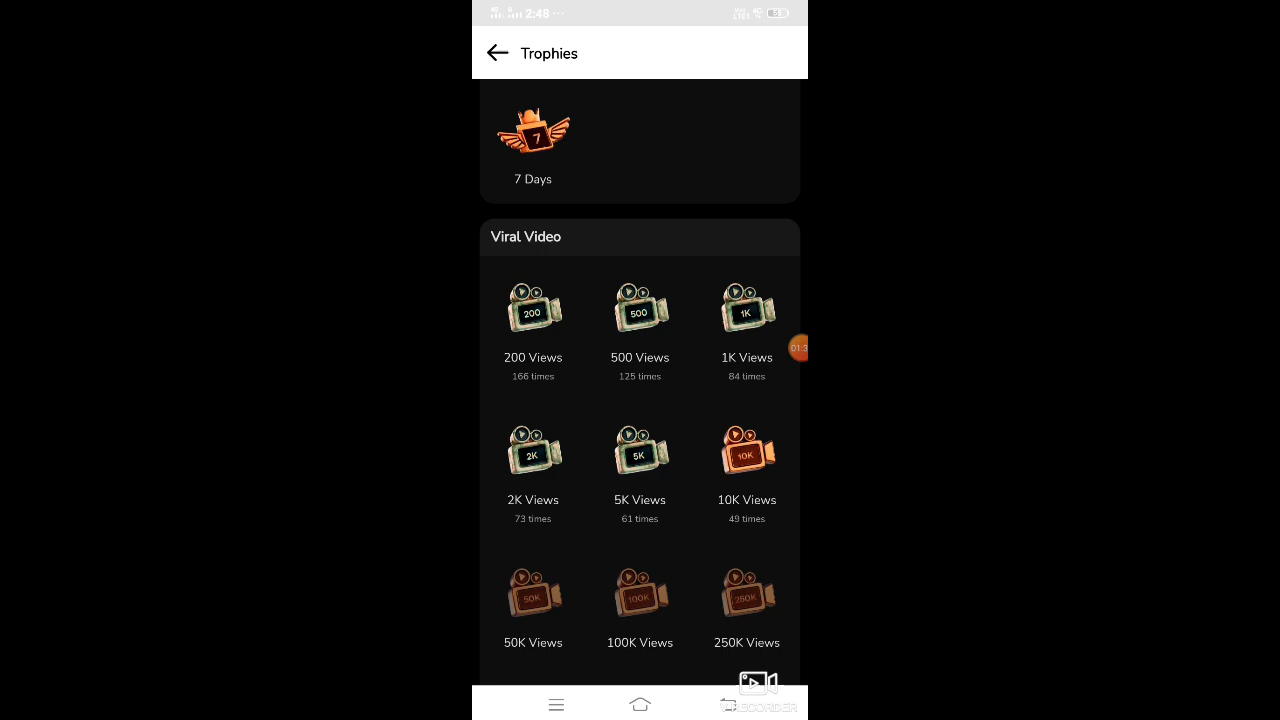 2:48
Trophies
7
7 Days
Viral Video
200
500
1K
200 Views
500 Views
1K Views
166 times
125 times
84 times
01:3
2K
5K
10K
2K Views
5K Views
10K Views
73 times
61 times
49 times
50K
100K
250K
50K Views
100K Views
250K Views